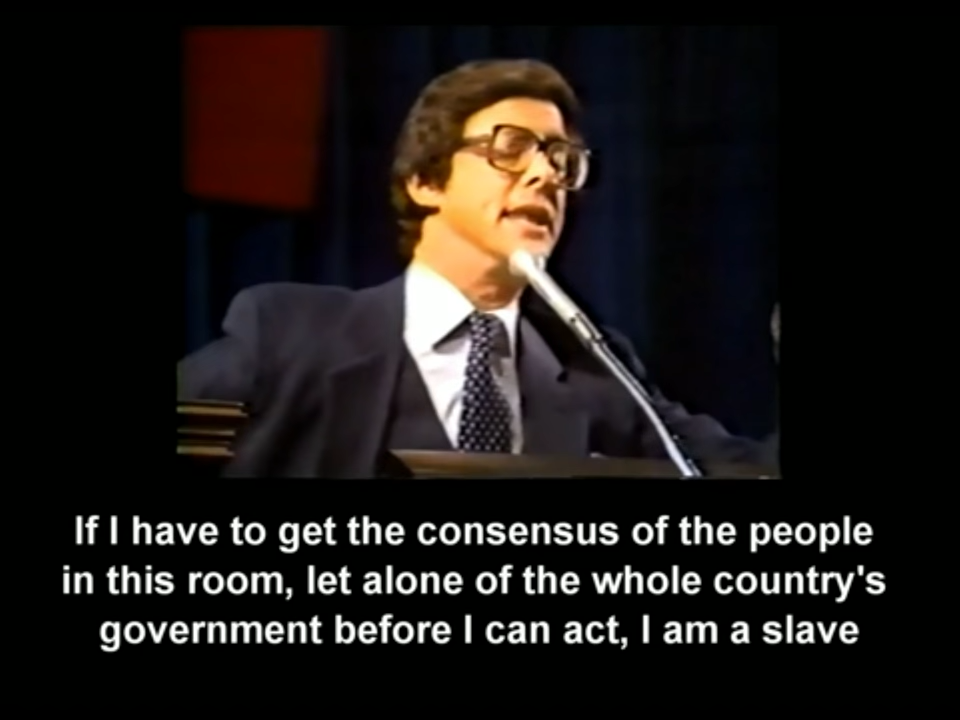 If I have to get the consensus of the people
in this room, let alone of the whole country's
government before I can act, I am a slave